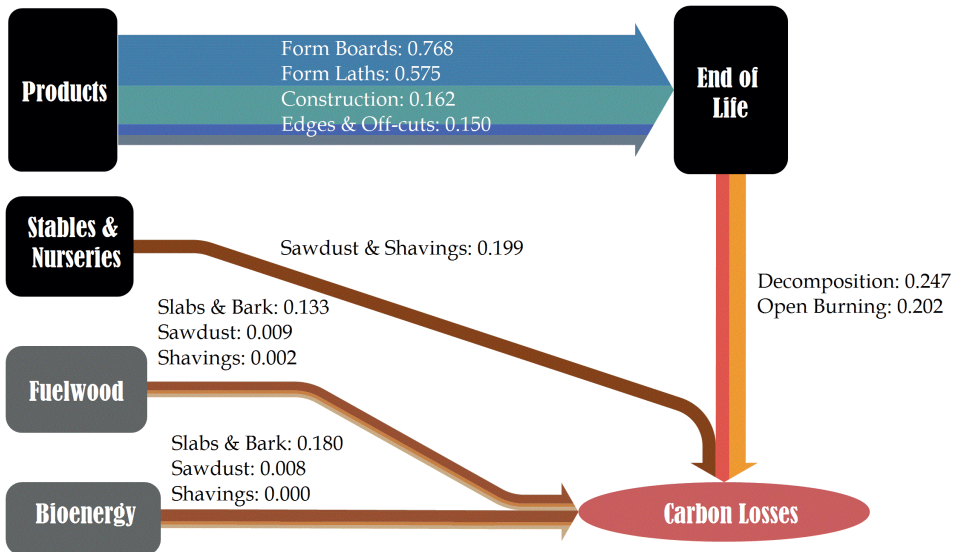 Products
Form Boards: 0.768
Form Laths: 0.575
Construction: 0.162
Edges & Off-cuts: 0.150
End of
Life
Stables &
Nurseries
Sawdust & Shavings: 0.199
Decomposition: 0.247
Open Burning: 0.202
Slabs & Bark: 0.133
Sawdust: 0.009
Shavings: 0.002
Fuelwood
Slabs & Bark: 0.180
Sawdust: 0.008
Shavings: 0.000
Bioenergy
Carbon Losses